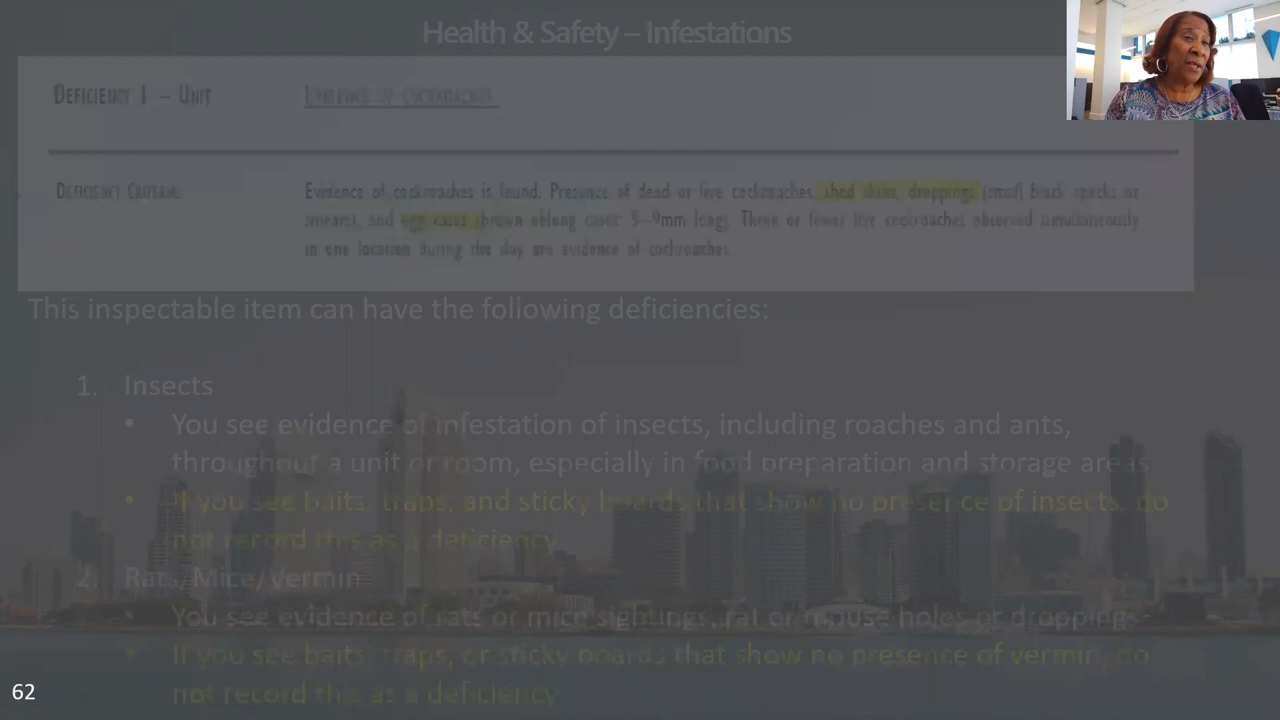 Health & Safety – Infestations
DEFICIENCY 1 – UNIT
EVIDENCE OF COCKROACHES
DEFICIENCY CRITERIA:
Evidence of cockroaches is found. Presence of dead or live cockroaches, shed skins, droppings (small black specks or
smears, and egg cases (brown oblong cases: 5–9mm long). Three or fewer live cockroaches observed simultaneously
in one location during the day are evidence of cockroaches.
This inspectable item can have the following deficiencies:
1. Insects
• You see evidence of infestation of insects, including roaches and ants,
throughout a unit or room, especially in food preparation and storage areas
• If you see baits, traps, and sticky boards that show no presence of insects, do
not record this as a deficiency
2. Rats/Mice/Vermin
You see evidence of rats or mice sightings, rat or mouse holes or droppings
• If you see baits, traps, or sticky boards that show no presence of vermin, do
not record this as a deficiency
62